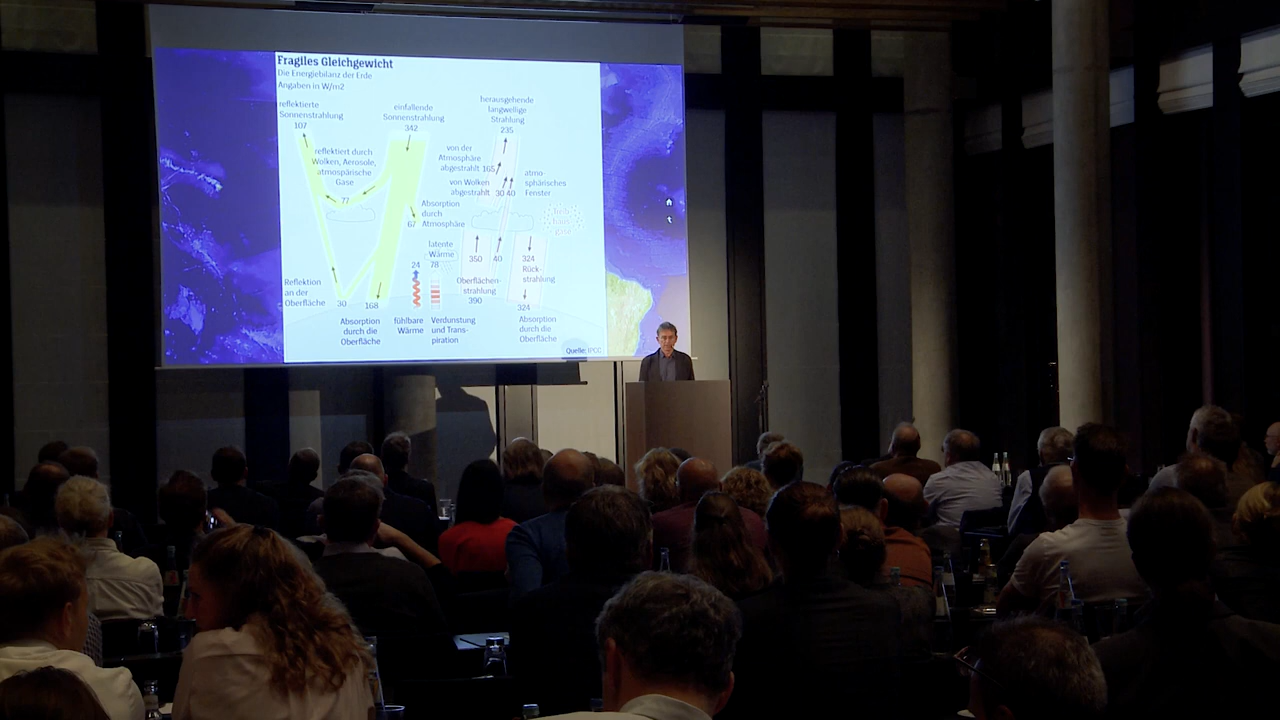 Fragiles Gleichgewicht
Die Energiebilanz der Erde
Angaben in W/m2
reflektierte
Sonnenstrahlung
107
einfallende
Sonnenstrahlung
342
herausgehende
langwellige
Strahlung
235
reflektiert durch
Wolken, Aerosole,
atmospärische
Gase
77
von der
Atmosphäre
abgestrahlt 165
von Wolken
abgestrahlt 30 40
atmo-
sphärisches
Fenster
Absorption
durch
67 Atmosphäre
Treib-
haus-
gase
latente
Wärme
24 78
350 40
324
Rück-
strahlung
Oberflächen-
strahlung
390
324
Reflektion
an der
Oberfläche
30 168
Absorption
durch die
Oberfläche
fühlbare
Wärme
Verdunstung
und Trans-
piration
Absorption
durch die
Oberfläche
Quelle: IPCC